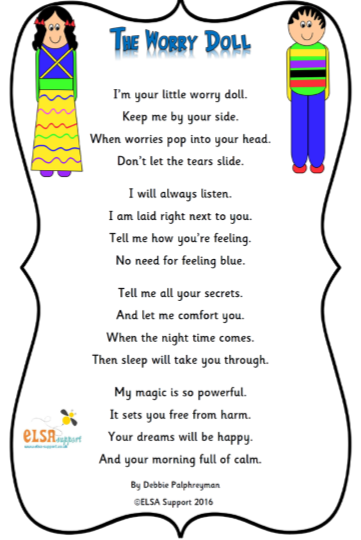 THE WORRY DOLL
I'm your little worry doll.
Keep me by your side.
When worries pop into your head.
Don't let the tears slide.
I will always listen.
I am laid right next to you.
Tell me how you're feeling.
No need for feeling blue.
Tell me all your secrets.
And let me comfort you.
When the night time comes.
Then sleep will take you through.
My magic is so powerful.
It sets you free from harm.
Your dreams will be happy.
And your morning full of calm.
eLSA support
By Debbie Palphreyman
©ELSA Support 2016